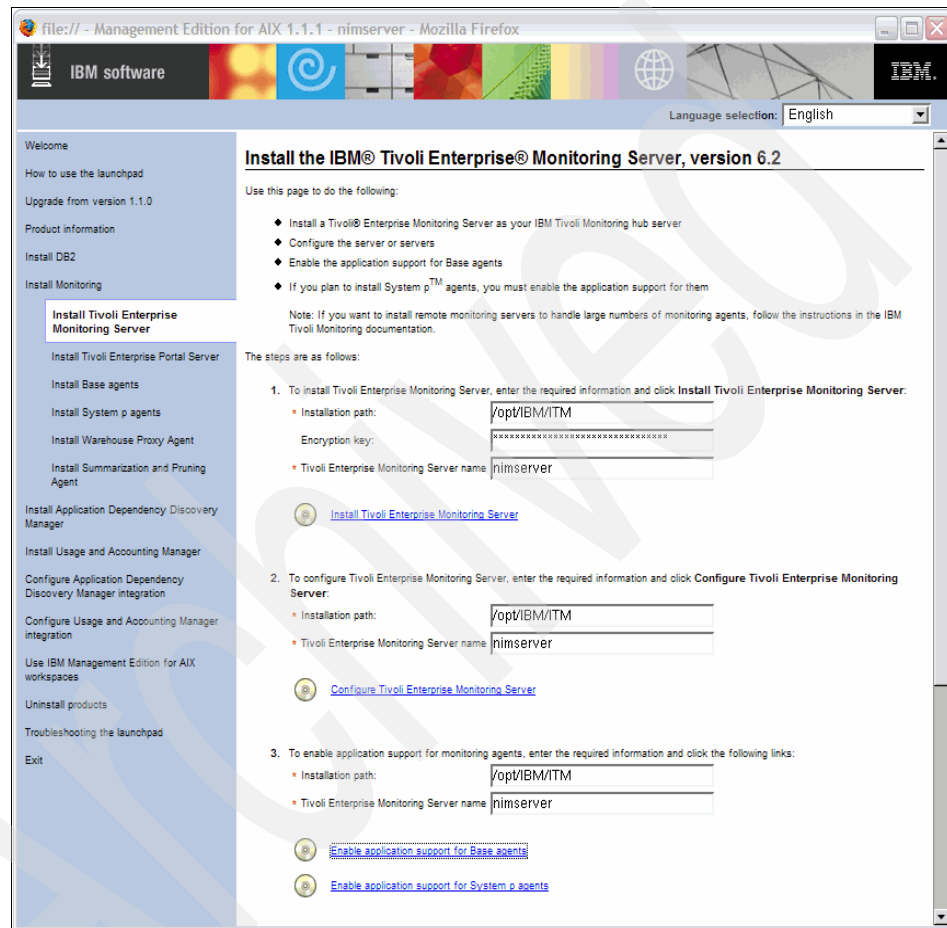 file:// - Management Edition for AIX 1.1.1 - nimserver - Mozilla Firefox
IBM software
IBM.
Language selection: English
Welcome
How to use the launchpad
Upgrade from version 1.1.0
Product information
Install DB2
Install Monitoring
Install Tivoli Enterprise
Monitoring Server
Install Tivoli Enterprise Portal Server
Install Base agents
Install System p agents
Install Warehouse Proxy Agent
Install Summarization and Pruning
Agent
Install Application Dependency Discovery
Manager
Install Usage and Accounting Manager
Configure Application Dependency
Discovery Manager integration
Configure Usage and Accounting Manager
integration
Use IBM Management Edition for AIX
workspaces
Uninstall products
Troubleshooting the launchpad
Exit
Install the IBM® Tivoli Enterprise® Monitoring Server, version 6.2
Use this page to do the following:
◆ Install a Tivoli® Enterprise Monitoring Server as your IBM Tivoli Monitoring hub server
◆ Configure the server or servers
◆ Enable the application support for Base agents
◆ If you plan to install System p™ agents, you must enable the application support for them
Note: If you want to install remote monitoring servers to handle large numbers of monitoring agents, follow the instructions in the IBM
Tivoli Monitoring documentation.
The steps are as follows:
1. To install Tivoli Enterprise Monitoring Server, enter the required information and click Install Tivoli Enterprise Monitoring Server:
* Installation path: /opt/IBM/ITM
Encryption key: ********************************
* Tivoli Enterprise Monitoring Server name nimserver
Install Tivoli Enterprise Monitoring Server
2. To configure Tivoli Enterprise Monitoring Server, enter the required information and click Configure Tivoli Enterprise Monitoring
Server:
* Installation path: /opt/IBM/ITM
* Tivoli Enterprise Monitoring Server name nimserver
Configure Tivoli Enterprise Monitoring Server
3. To enable application support for monitoring agents, enter the required information and click the following links:
* Installation path: /opt/IBM/ITM
* Tivoli Enterprise Monitoring Server name nimserver
Enable application support for Base agents
Enable application support for System p agents
Archived